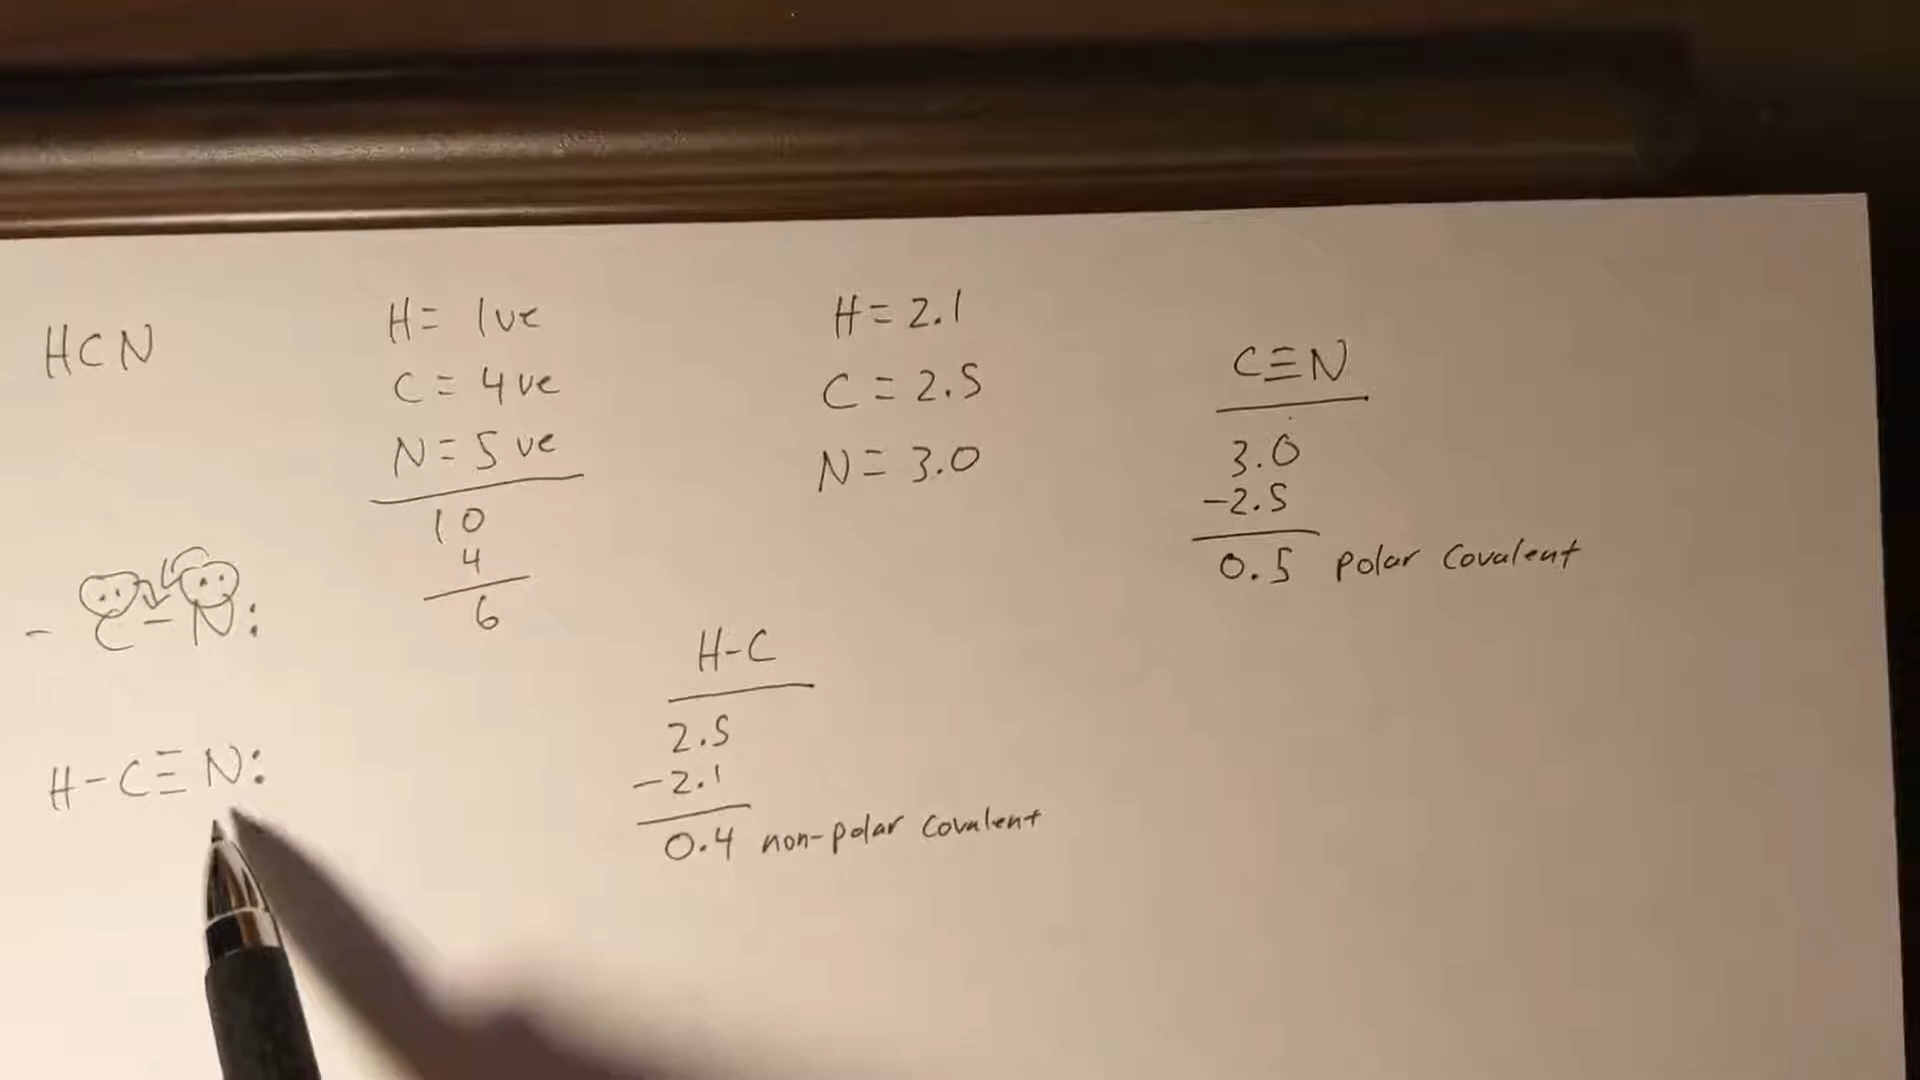 HCN
H = 1ve
C = 4ve
N = 5ve
10
4
6
- C - N:
H-C≡N:
H = 2.1
C = 2.5
N = 3.0
H-C
2.5
-2.1
0.4 non-polar covalent
C≡N
3.0
-2.5
0.5 polar covalent